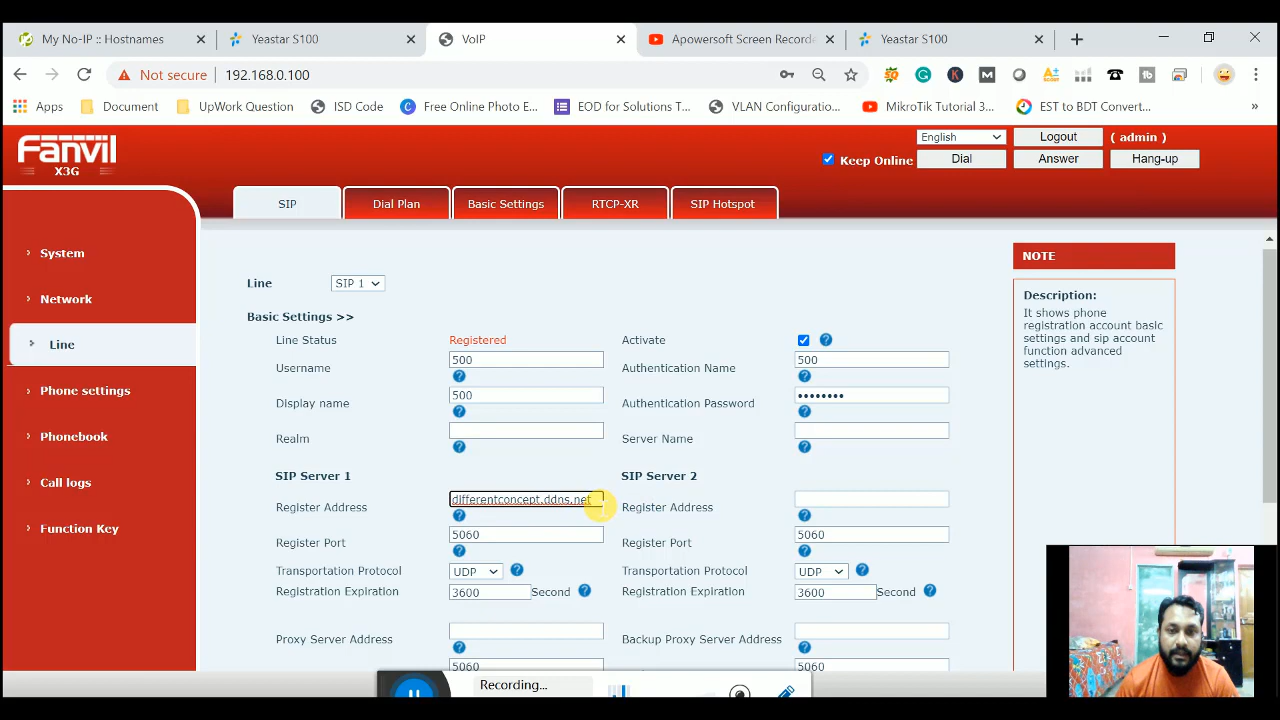 My No-IP :: Hostnames
Yeastar S100
VoIP
Apowersoft Screen Recorde
Yeastar S100
Not secure
192.168.0.100
Apps
Document
UpWork Question
ISD Code
Free Online Photo E...
EOD for Solutions T...
VLAN Configuratio...
MikroTik Tutorial 3...
EST to BDT Convert...
Fanvil
X3G
English
Logout
( admin )
Keep Online
Dial
Answer
Hang-up
SIP
Dial Plan
Basic Settings
RTCP-XR
SIP Hotspot
System
Network
Line
Phone settings
Phonebook
Call logs
Function Key
Line
SIP 1
Basic Settings >>
Line Status
Registered
Activate
Username
500
Authentication Name
500
Display name
500
Authentication Password
••••••••
Realm
Server Name
SIP Server 1
SIP Server 2
Register Address
differentconcept.ddns.net
Register Address
Register Port
5060
Register Port
5060
Transportation Protocol
UDP
Transportation Protocol
UDP
Registration Expiration
3600
Second
Registration Expiration
3600
Second
Proxy Server Address
Backup Proxy Server Address
5060
5060
NOTE
Description:
It shows phone
registration account basic
settings and sip account
function advanced
settings.
Recording...